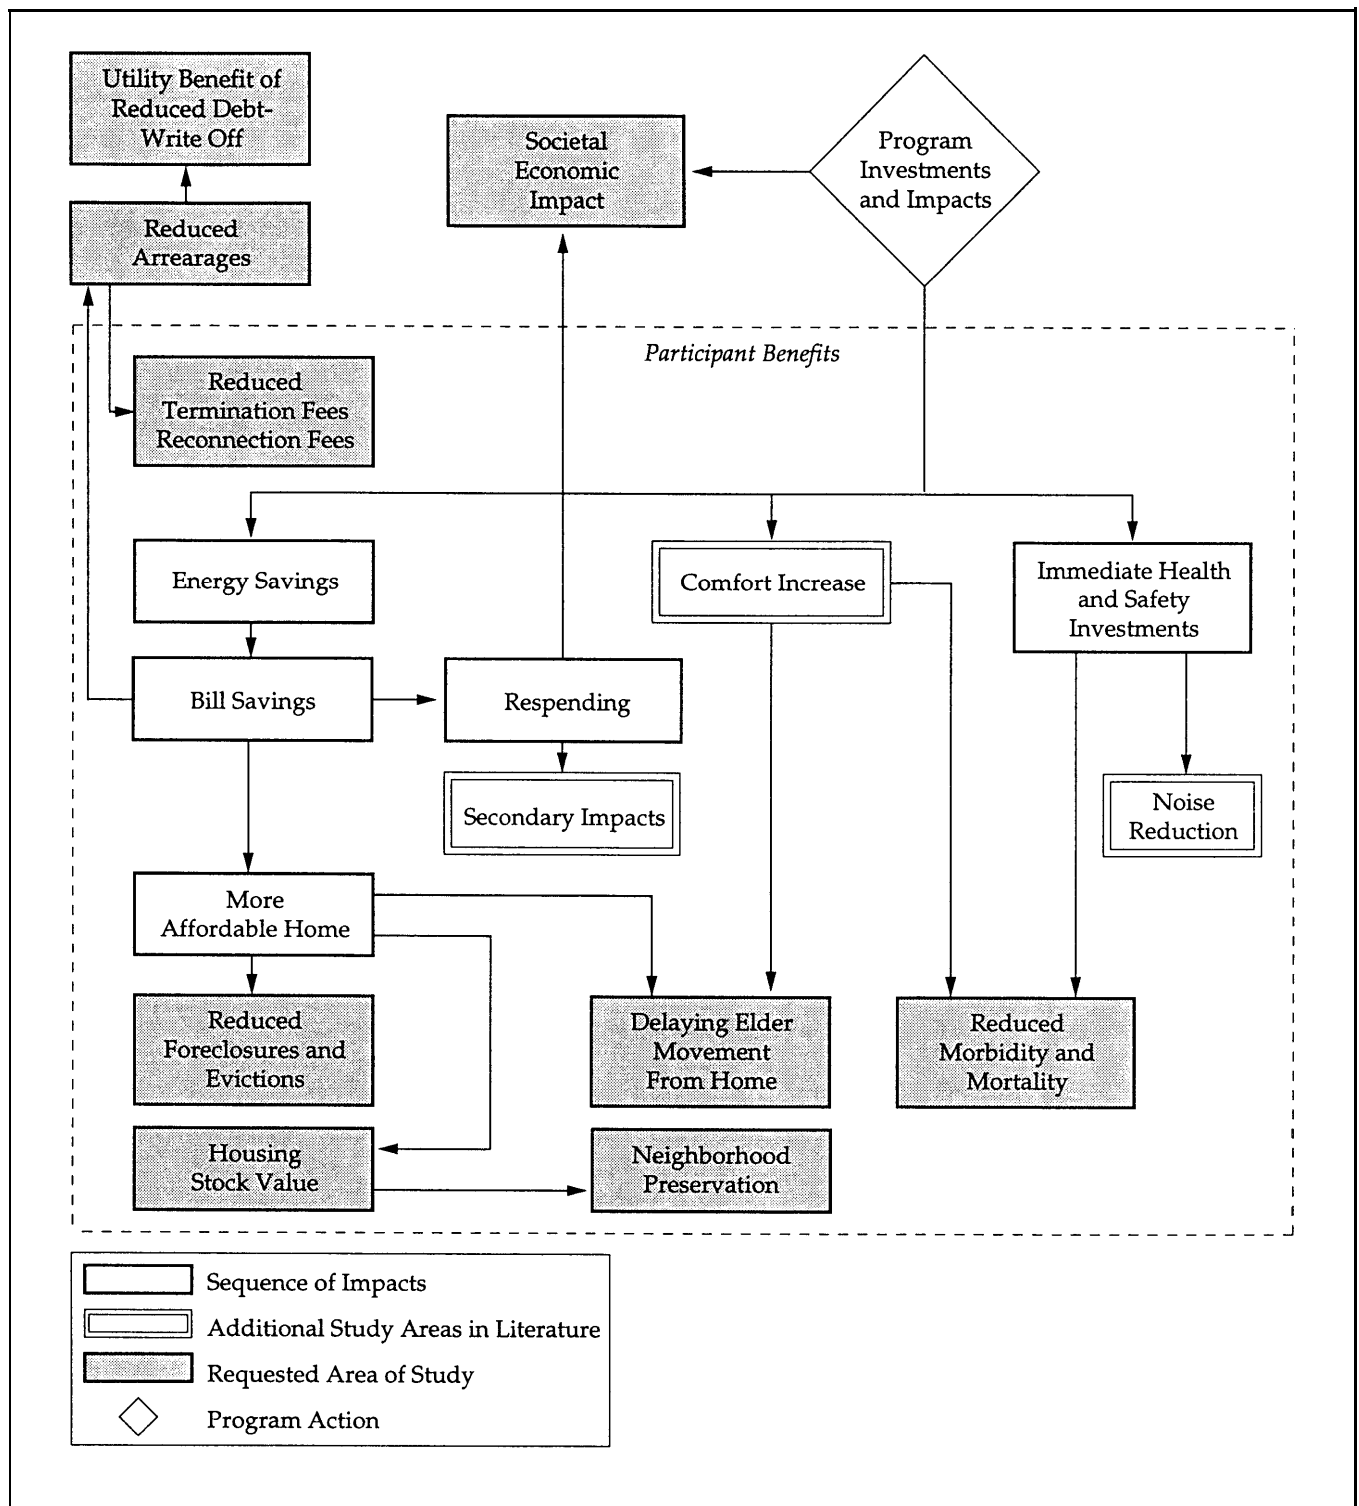 Utility Benefit of
Reduced Debt-
Write Off
Societal
Economic
Impact
Program
Investments
and Impacts
Reduced
Arrearages
Participant Benefits
Reduced
Termination Fees
Reconnection Fees
Energy Savings
Comfort Increase
Immediate Health
and Safety
Investments
Bill Savings
Respending
Secondary Impacts
Noise
Reduction
More
Affordable Home
Reduced
Foreclosures and
Evictions
Delaying Elder
Movement
From Home
Reduced
Morbidity and
Mortality
Housing
Stock Value
Neighborhood
Preservation
Sequence of Impacts
Additional Study Areas in Literature
Requested Area of Study
Program Action